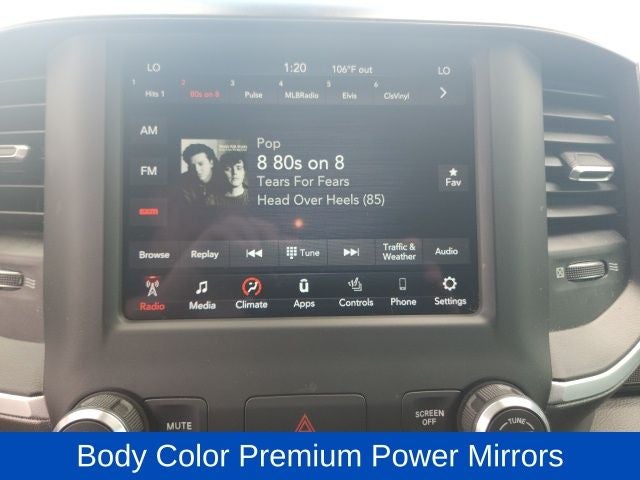 LO 1:20 106°F out LO
1 Hits 1 2 80s on 8 3 Pulse 4 MLBRadio 5 Elvis 6 ClsVinyl
AM
FM
sxm
Pop
8 80s on 8
Tears For Fears
Head Over Heels (85)
Fav
Browse Replay Tune Traffic & Weather Audio
Radio Media Climate Apps Controls Phone Settings
MUTE
SCREEN OFF
TUNE
Body Color Premium Power Mirrors